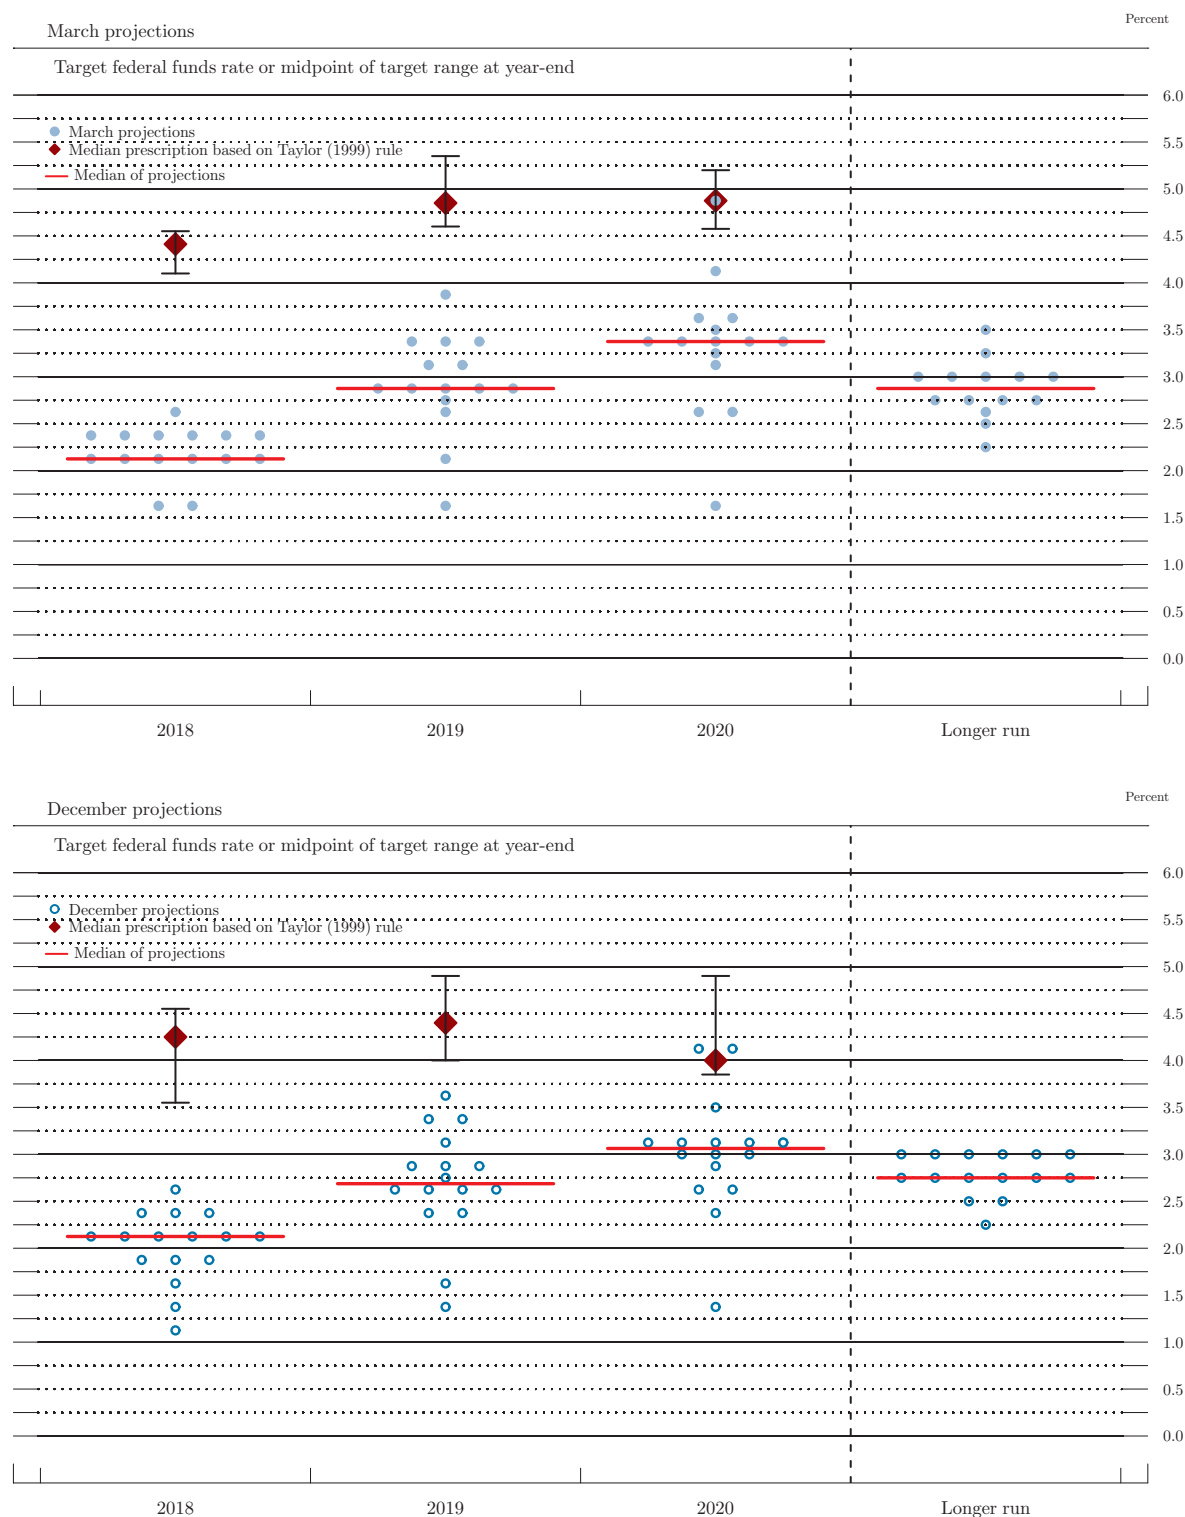 Percent
March projections
Target federal funds rate or midpoint of target range at year-end
6.0
March projections
5.5
Median prescription based on Taylor (1999) rule
Median of projections
5.0
4.5
4.0
3.5
3.0
2.5
2.0
1.5
1.0
0.5
0.0
2018 2019 2020 Longer run
Percent
December projections
Target federal funds rate or midpoint of target range at year-end
6.0
December projections
5.5
Median prescription based on Taylor (1999) rule
Median of projections
5.0
4.5
4.0
3.5
3.0
2.5
2.0
1.5
1.0
0.5
0.0
2018 2019 2020 Longer run